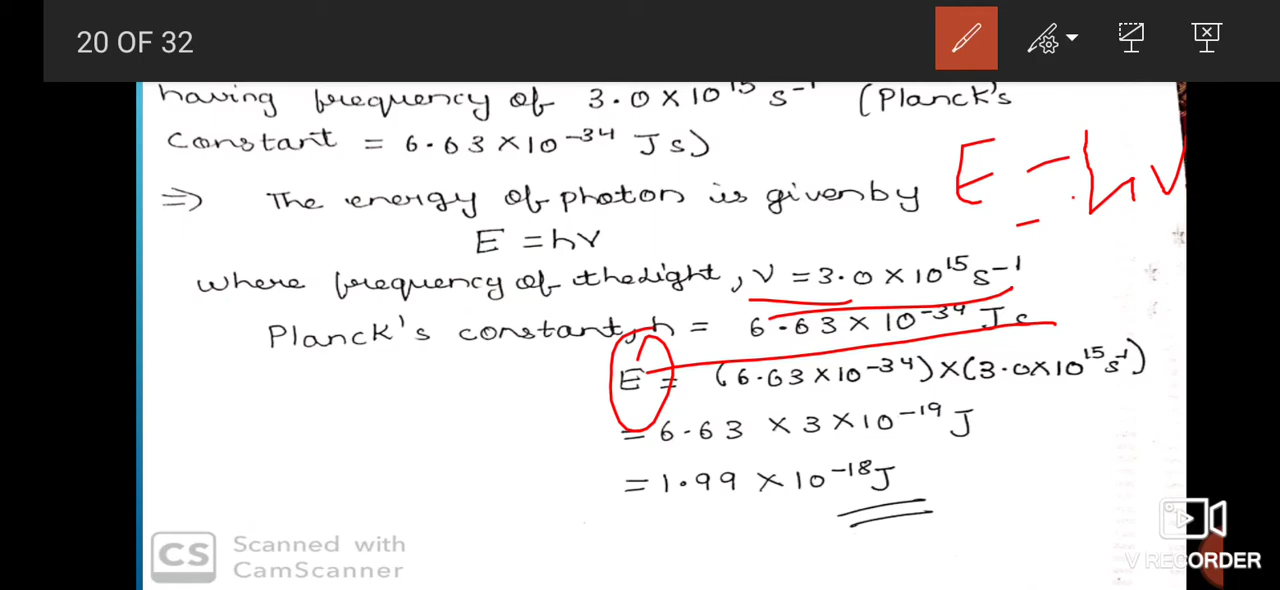 20 OF 32
having frequency of 3.0 × 10¹⁵ s⁻¹ (Planck's
Constant = 6.63 × 10⁻³⁴ Js)
⇒ The energy of photon is given by
E = hν
E = hν
where frequency of the light, ν = 3.0 × 10¹⁵ s⁻¹
Planck's constant, h = 6.63 × 10⁻³⁴ Js
E = (6.63 × 10⁻³⁴) × (3.0 × 10¹⁵ s⁻¹)
= 6.63 × 3 × 10⁻¹⁹ J
= 1.99 × 10⁻¹⁸ J
CS Scanned with
CamScanner
V RECORDER